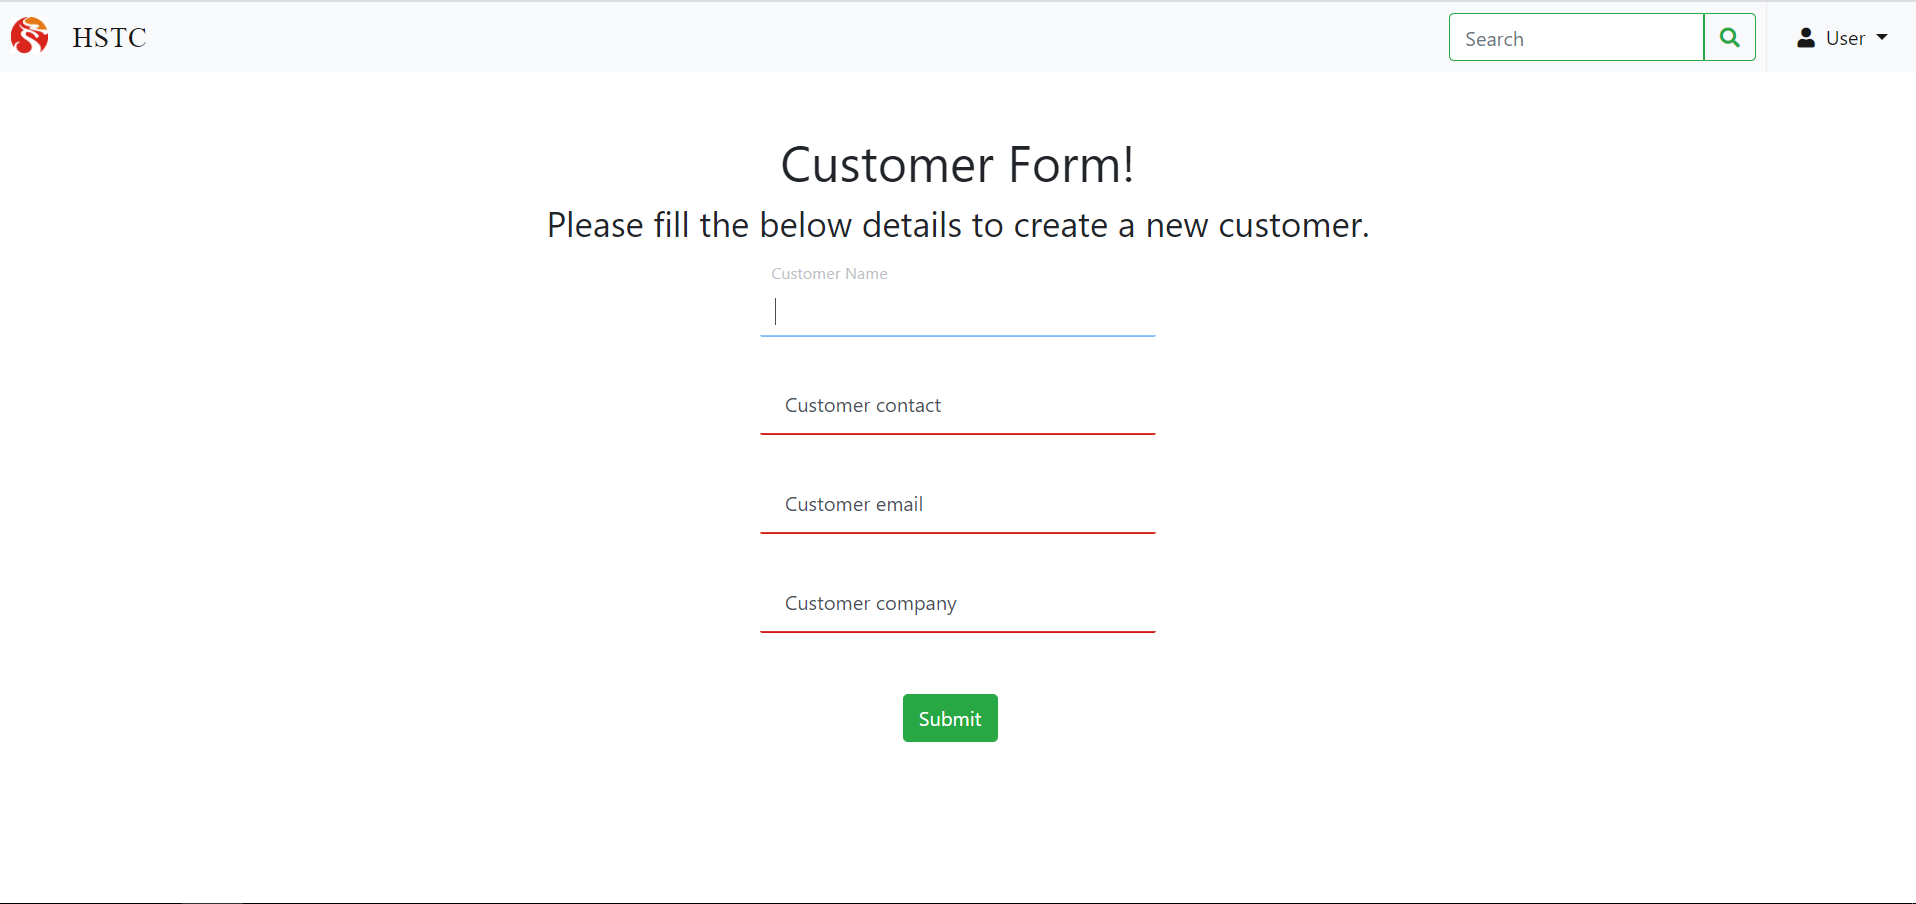 HSTC
Search
User
Customer Form!
Please fill the below details to create a new customer.
Customer Name
Customer contact
Customer email
Customer company
Submit